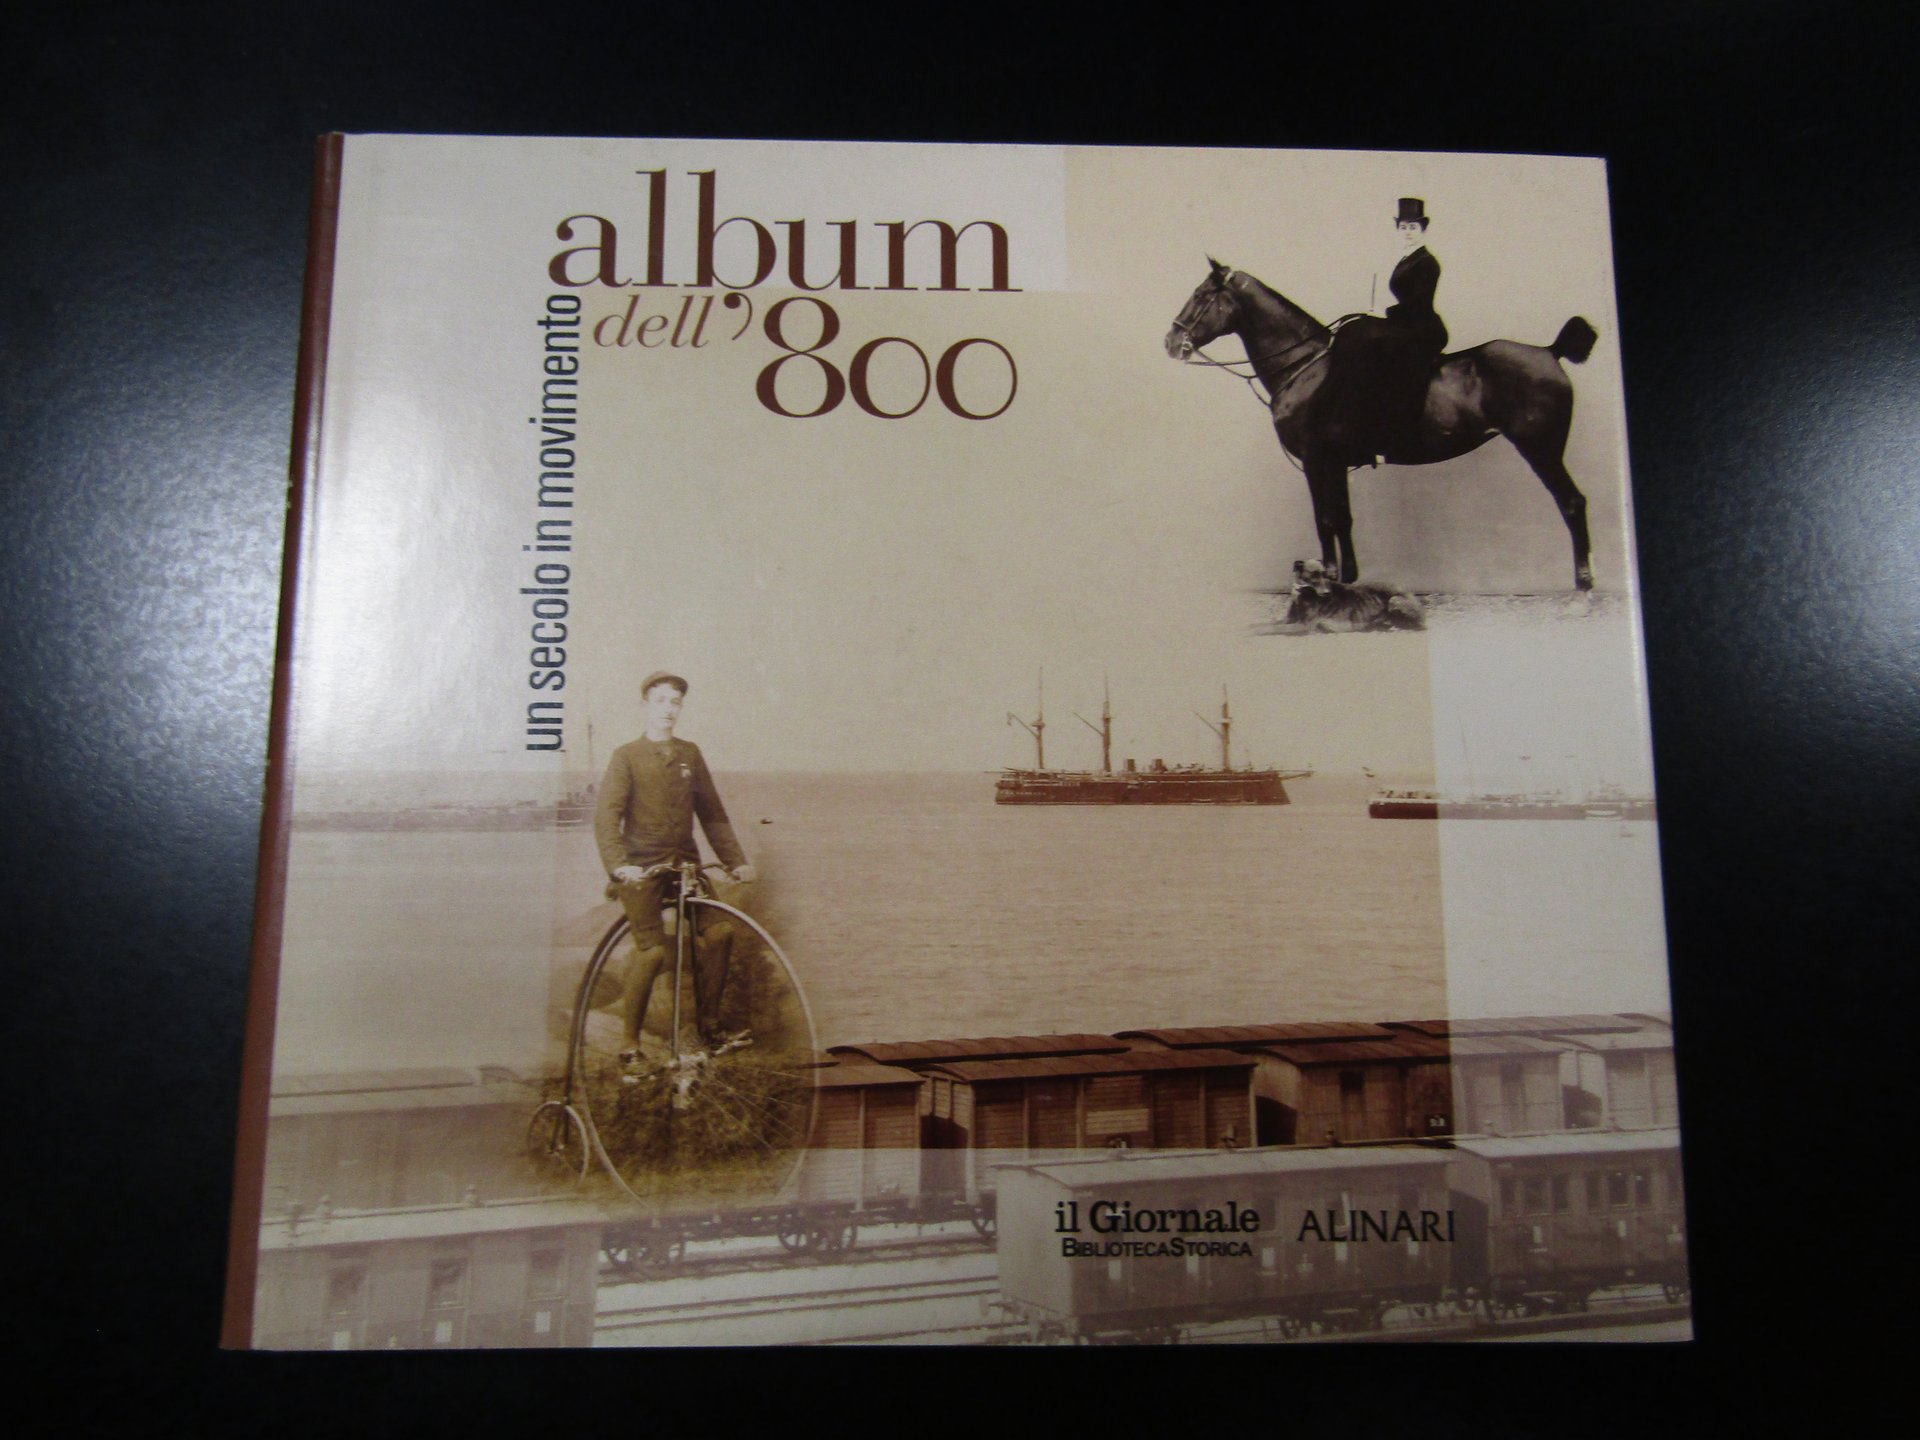 album
dell'800
un secolo in movimento
il Giornale
BIBLIOTECASTORICA
ALINARI